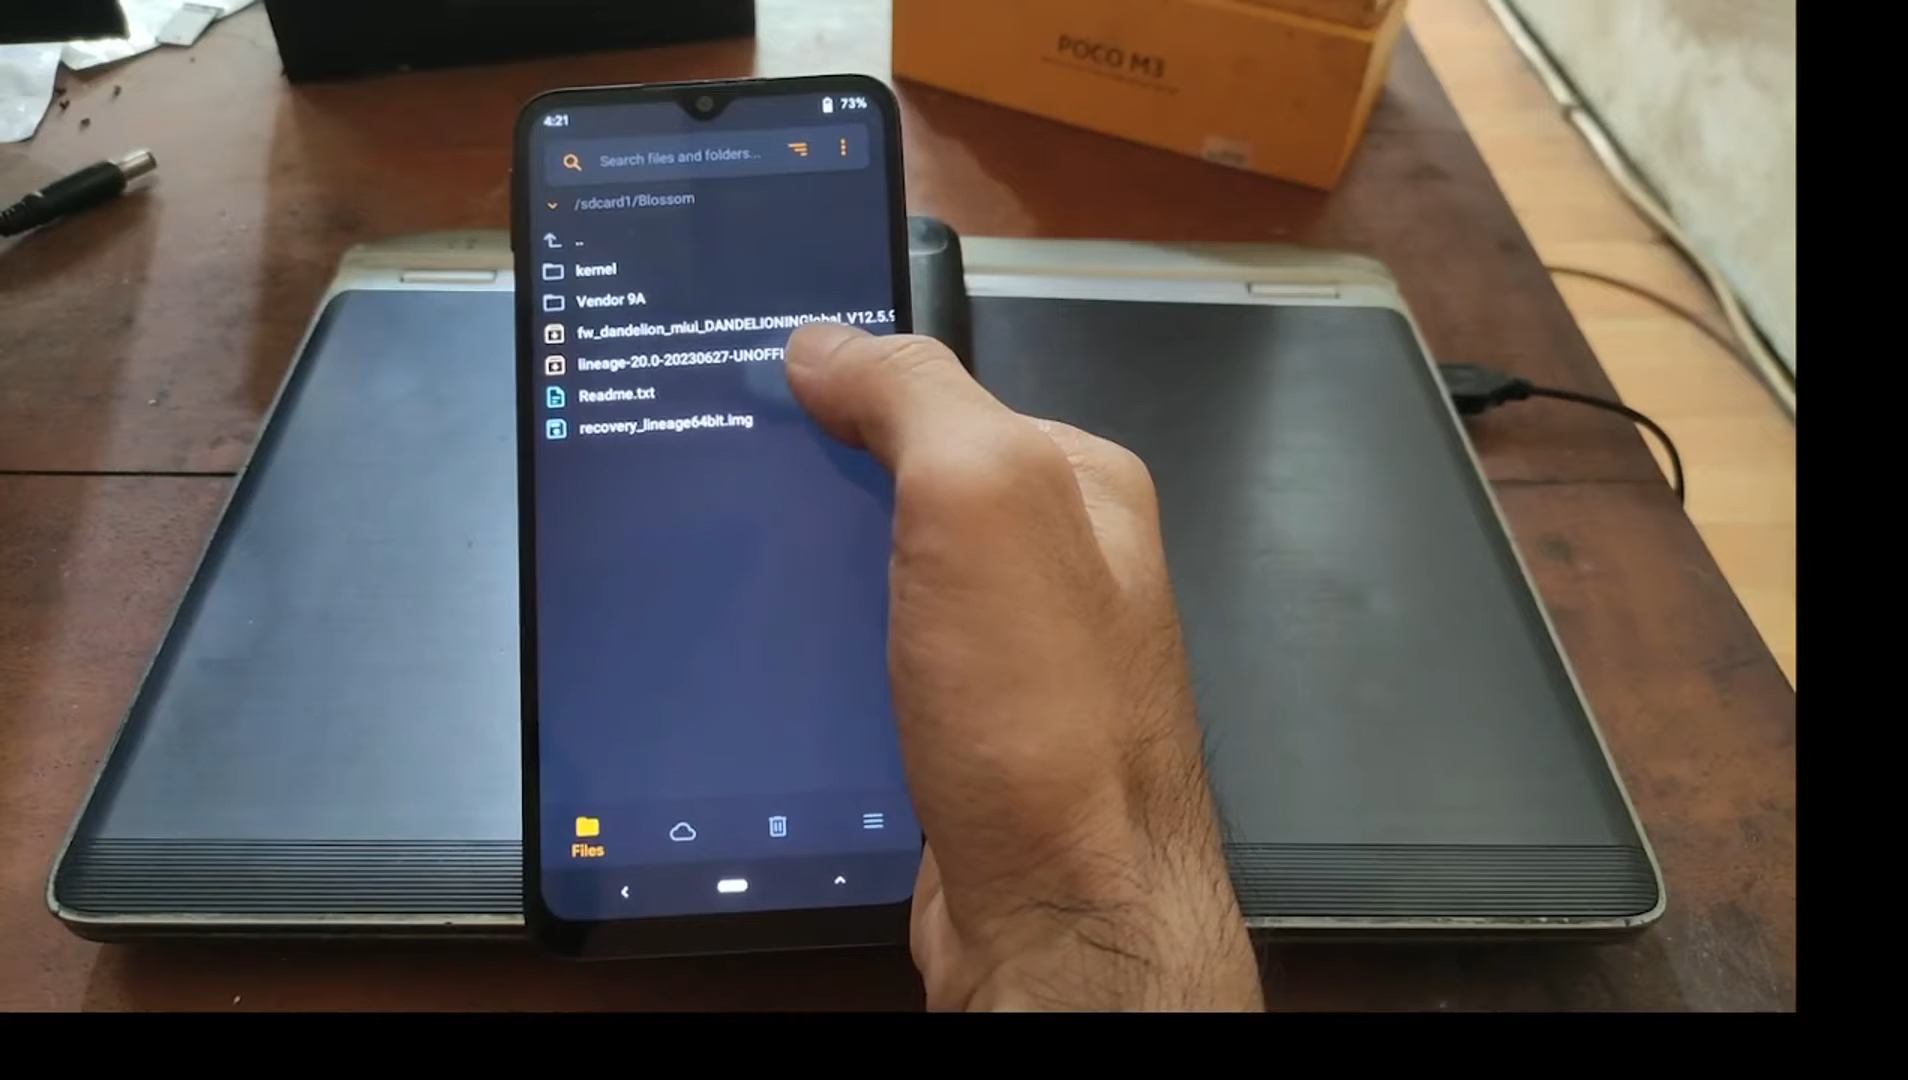 POCO M3
4:21
73%
Search files and folders...
/sdcard1/Blossom
..
kernel
Vendor 9A
fw_dandelion_miui_DANDELIONINGlobal_V12.5.9
lineage-20.0-20230627-UNOFFI
Readme.txt
recovery_lineage64bit.img
Files